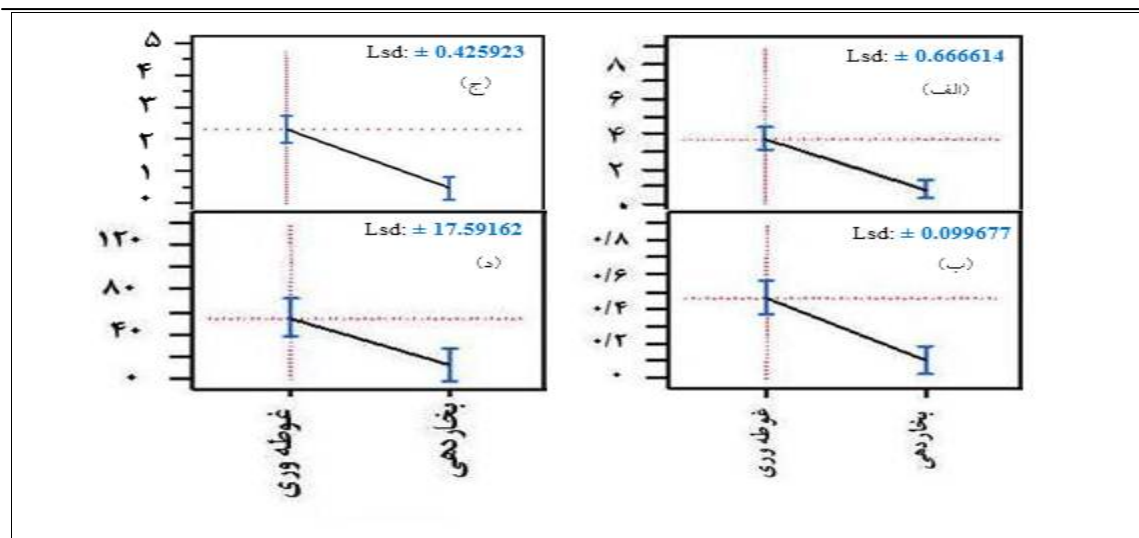 Lsd: ± 0.666614
(الف)
۸
۶
۴
۲
۰
Lsd: ± 0.425923
(ج)
۵
۴
۳
۲
۱
۰
Lsd: ± 0.099677
(ب)
۰/۸
۰/۶
۰/۴
۰/۲
۰
Lsd: ± 17.59162
(د)
۱۲۰
۸۰
۴۰
۰
غوطه وری
بخاردهی
غوطه وری
بخاردهی